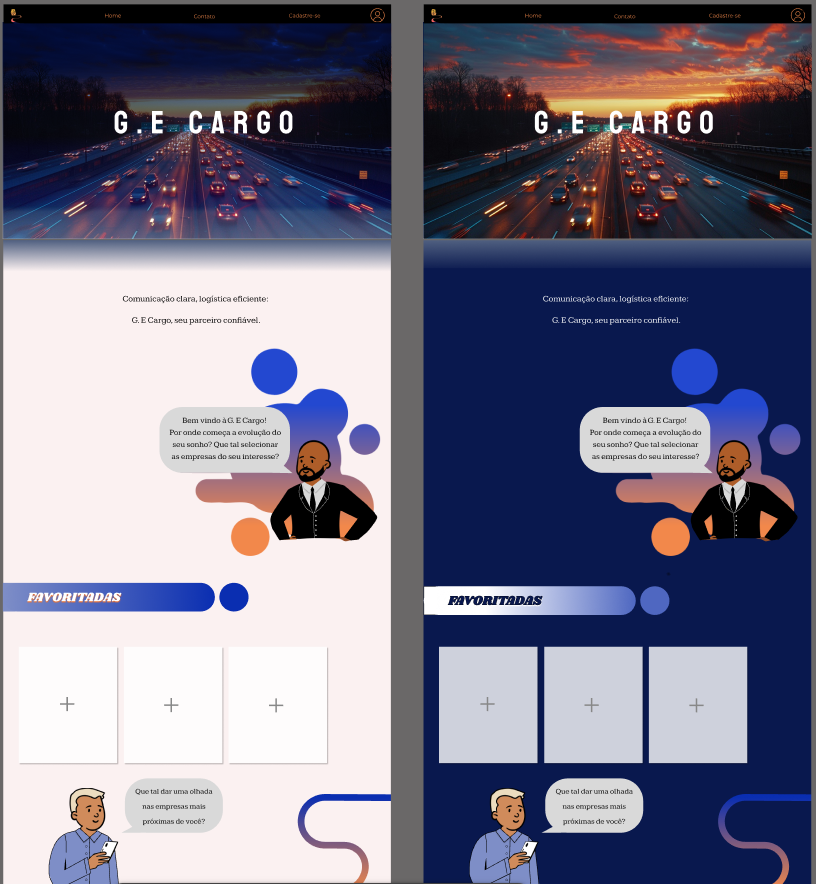 Home Contato Cadastre se
G.E CARGO
Comunicação clara, logística eficiente:
G. E Cargo, seu parceiro confiável.
Bem vindo à G. E Cargo!
Por onde começa a evolução do
seu sonho? Que tal selecionar
as empresas do seu interesse?
FAVORITADAS
Que tal dar uma olhada
nas empresas mais
próximas de você?
Home Contato Cadastre se
G.E CARGO
Comunicação clara, logística eficiente:
G. E Cargo, seu parceiro confiável.
Bem vindo à G. E Cargo!
Por onde começa a evolução do
seu sonho? Que tal selecionar
as empresas do seu interesse?
FAVORITADAS
Que tal dar uma olhada
nas empresas mais
próximas de você?